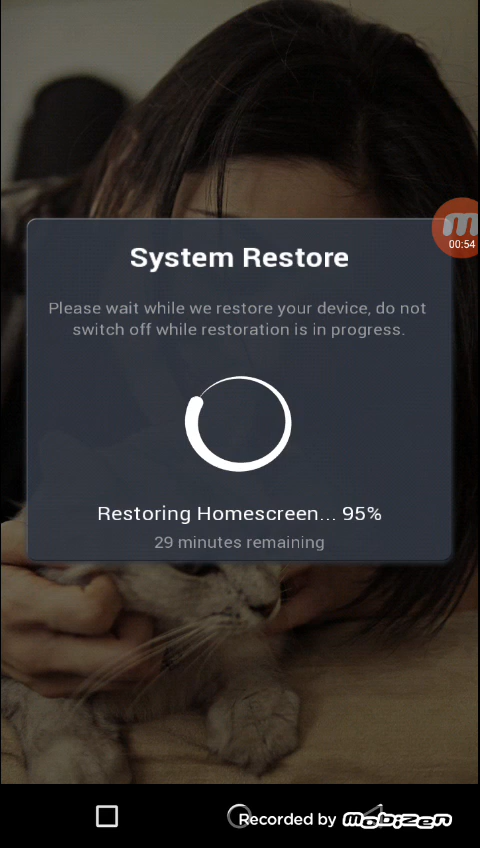 System Restore
00:54
Please wait while we restore your device, do not
switch off while restoration is in progress.
Restoring Homescreen... 95%
29 minutes remaining
Recorded by Mobizen